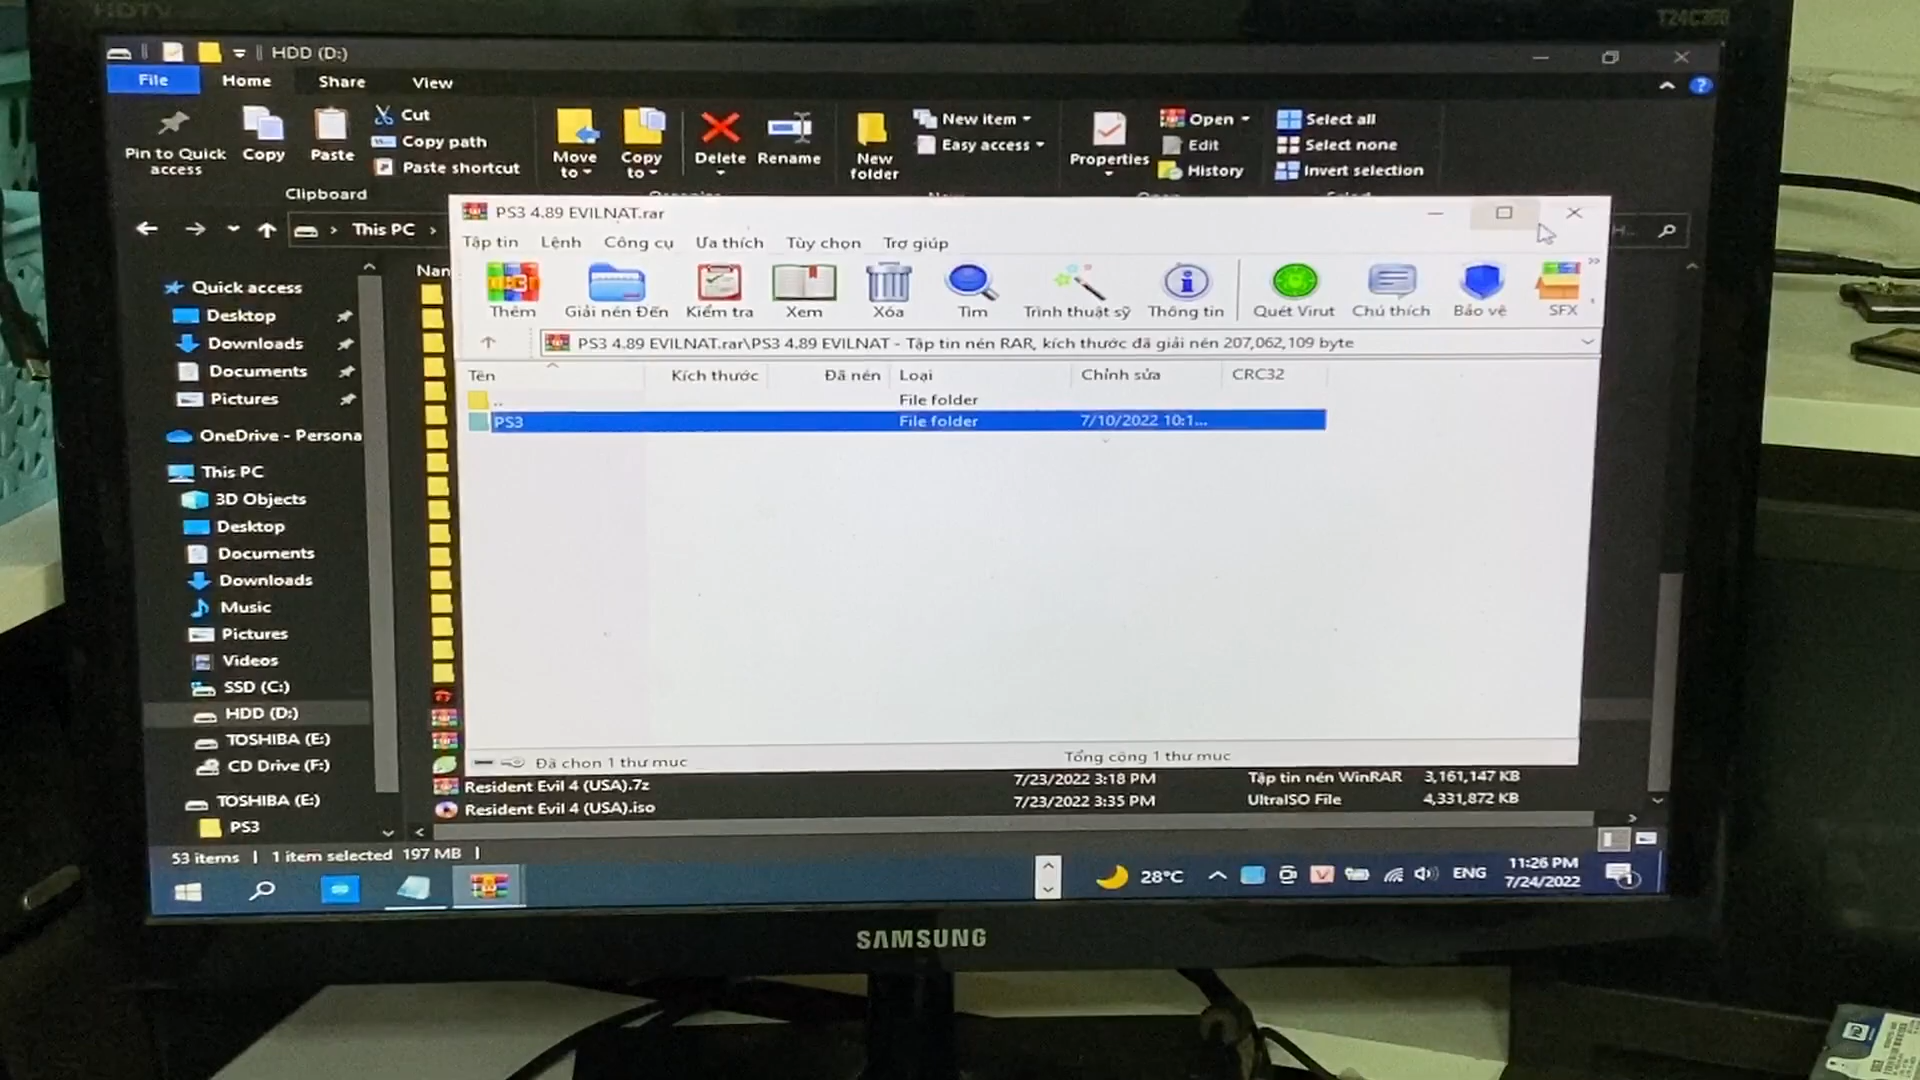 HDTV
T24C350
HDD (D:)
File Home Share View
Pin to Quick access
Copy
Paste
Cut
Copy path
Paste shortcut
Clipboard
Move to
Copy to
Delete
Rename
New folder
New item
Easy access
Properties
Open
Edit
History
Select all
Select none
Invert selection
This PC
PS3 4.89 EVILNAT.rar
Tập tin Lệnh Công cụ Ưa thích Tùy chọn Trợ giúp
Thêm Giải nén Đến Kiểm tra Xem Xóa Tìm Trình thuật sỹ Thông tin Quét Virut Chú thích Bảo vệ SFX
PS3 4.89 EVILNAT.rar\PS3 4.89 EVILNAT - Tập tin nén RAR, kích thước đã giải nén 207,062,109 byte
Tên Kích thước Đã nén Loại Chỉnh sửa CRC32
.. File folder
PS3 File folder 7/10/2022 10:1...
Đã chọn 1 thư mục Tổng cộng 1 thư mục
Nan
Quick access
Desktop
Downloads
Documents
Pictures
OneDrive - Persona
This PC
3D Objects
Desktop
Documents
Downloads
Music
Pictures
Videos
SSD (C:)
HDD (D:)
TOSHIBA (E:)
CD Drive (F:)
TOSHIBA (E:)
PS3
Resident Evil 4 (USA).7z 7/23/2022 3:18 PM Tập tin nén WinRAR 3,161,147 KB
Resident Evil 4 (USA).iso 7/23/2022 3:35 PM UltraISO File 4,331,872 KB
53 items 1 item selected 197 MB
28°C ENG 11:26 PM
7/24/2022
1
SAMSUNG